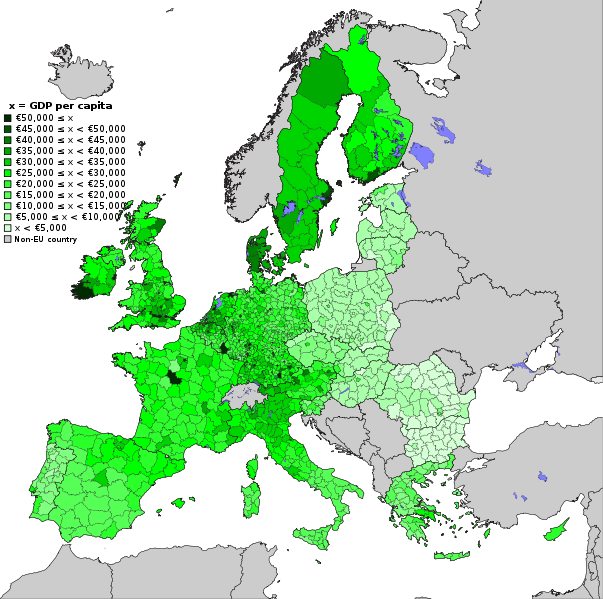 x = GDP per capita
€50,000 ≤ x
€45,000 ≤ x < €50,000
€40,000 ≤ x < €45,000
€35,000 ≤ x < €40,000
€30,000 ≤ x < €35,000
€25,000 ≤ x < €30,000
€20,000 ≤ x < €25,000
€15,000 ≤ x < €20,000
€10,000 ≤ x < €15,000
€5,000 ≤ x < €10,000
x < €5,000
Non-EU country